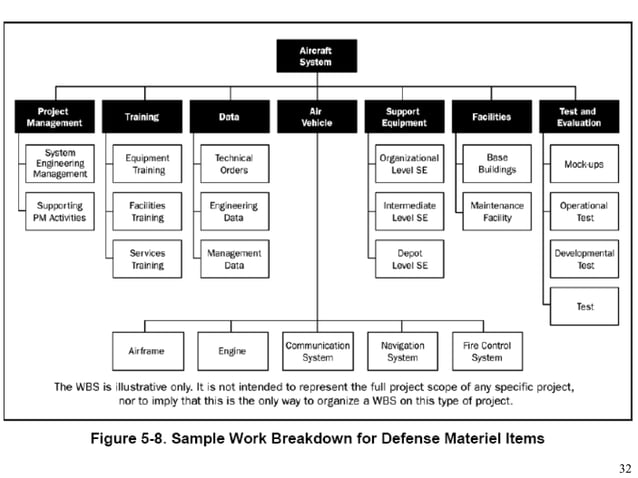 Aircraft
System
Project
Management
Training
Data
Air
Vehicle
Support
Equipment
Facilities
Test and
Evaluation
System
Engineering
Management
Equipment
Training
Technical
Orders
Organizational
Level SE
Base
Buildings
Mock-ups
Supporting
PM Activities
Facilities
Training
Engineering
Data
Intermediate
Level SE
Maintenance
Facility
Operational
Test
Services
Training
Management
Data
Depot
Level SE
Developmental
Test
Test
Airframe
Engine
Communication
System
Navigation
System
Fire Control
System
The WBS is illustrative only. It is not intended to represent the full project scope of any specific project,
nor to imply that this is the only way to organize a WBS on this type of project.
Figure 5-8. Sample Work Breakdown for Defense Materiel Items
32